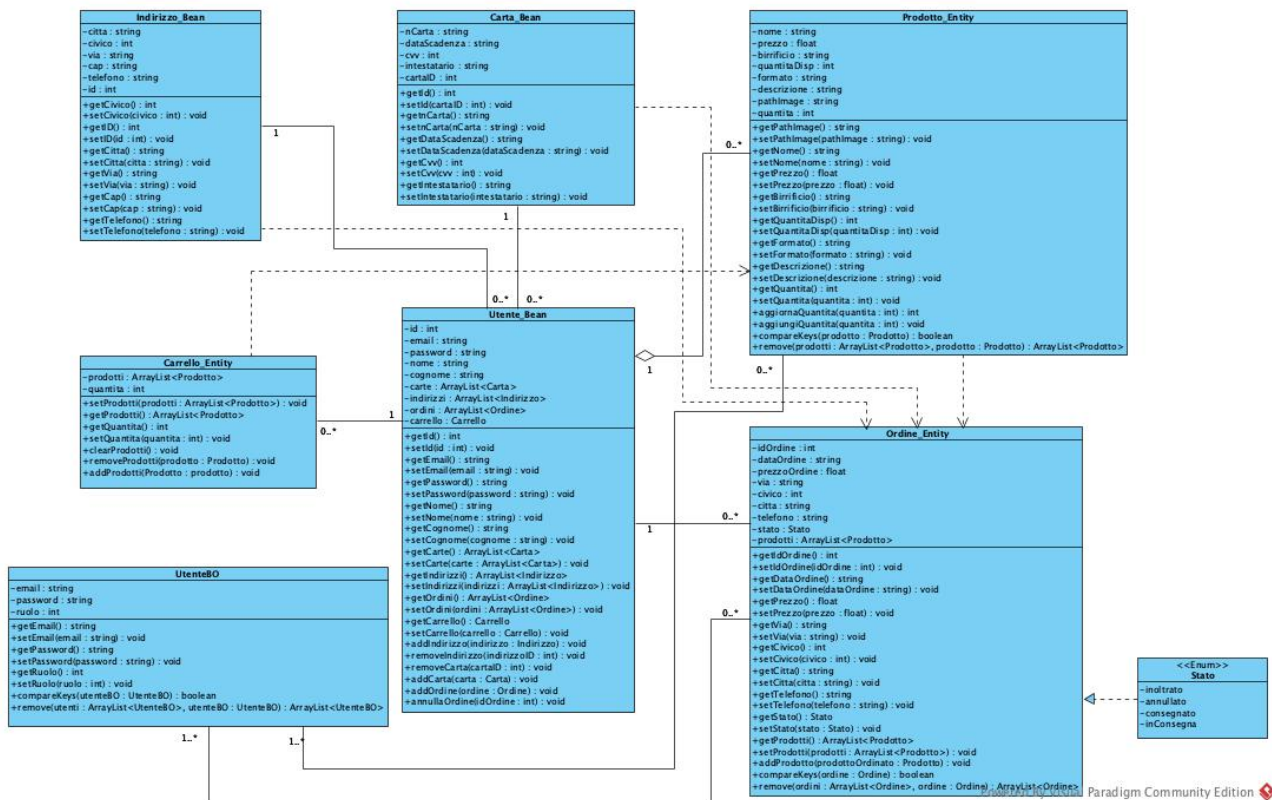 Indirizzo_Bean
-citta : string
-civico : int
-via : string
-cap : string
-telefono : string
-id : int
+getCivico() : int
+setCivico(civico : int) : void
+getID() : int
+setID(id : int) : void
+getCitta() : string
+setCitta(citta : string) : void
+getVia() : string
+setVia(via : string) : void
+getCap() : string
+setCap(cap : string) : void
+getTelefono() : string
+setTelefono(telefono : string) : void
1
Carta_Bean
-nCarta : string
-dataScadenza : string
-cvv : int
-intestatario : string
-cartaID : int
+getId() : int
+setId(cartaID : int) : void
+getnCarta() : string
+setnCarta(nCarta : string) : void
+getDataScadenza() : string
+setDataScadenza(dataScadenza : string) : void
+getCvv() : int
+setCvv(cvv : int) : void
+getIntestatario() : string
+setIntestatario(intestatario : string) : void
1
Prodotto_Entity
-nome : string
-prezzo : float
-birrificio : string
-quantitaDisp : int
-formato : string
-descrizione : string
-pathImage : string
-quantita : int
+getPathImage() : string
+setPathImage(pathImage : string) : void
+getNome() : string
+setNome(nome : string) : void
+getPrezzo() : float
+setPrezzo(prezzo : float) : void
+getBirrificio() : string
+setBirrificio(birrificio : string) : void
+getQuantitaDisp() : int
+setQuantitaDisp(quantitaDisp : int) : void
+getFormato() : string
+setFormato(formato : string) : void
+getDescrizione() : string
+setDescrizione(descrizione : string) : void
+getQuantita() : int
+setQuantita(quantita : int) : void
+aggiornaQuantita(quantita : int) : int
+aggiungiQuantita(quantita : int) : void
+compareKeys(prodotto : Prodotto) : boolean
+remove(prodotti : ArrayList<Prodotto>, prodotto : Prodotto) : ArrayList<Prodotto>
0..*
0..*
0..*
0..*
Utente_Bean
-id : int
-email : string
-password : string
-nome : string
-cognome : string
-carte : ArrayList<Carta>
-indirizzi : ArrayList<Indirizzo>
-ordini : ArrayList<Ordine>
-carrello : Carrello
+getId() : int
+setId(id : int) : void
+getEmail() : string
+setEmail(email : string) : void
+getPassword() : string
+setPassword(password : string) : void
+getNome() : string
+setNome(nome : string) : void
+getCognome() : string
+setCognome(cognome : string) : void
+getCarte() : ArrayList<Carta>
+setCarte(carte : ArrayList<Carta>) : void
+getIndirizzi() : ArrayList<Indirizzo>
+setIndirizzi(indirizzi : ArrayList<Indirizzo>) : void
+getOrdini() : ArrayList<Ordine>
+setOrdini(ordini : ArrayList<Ordine>) : void
+getCarrello() : Carrello
+setCarrello(carrello : Carrello) : void
+addIndirizzo(indirizzo : Indirizzo) : void
+removeIndirizzo(indirizzoID : int) : void
+removeCarta(cartaID : int) : void
+addCarta(carta : Carta) : void
+addOrdine(ordine : Ordine) : void
+annullaOrdine(idOrdine : int) : void
1
1
1
Carrello_Entity
-prodotti : ArrayList<Prodotto>
-quantita : int
+setProdotti(prodotti : ArrayList<Prodotto>) : void
+getProdotti() : ArrayList<Prodotto>
+getQuantita() : int
+setQuantita(quantita : int) : void
+clearProdotti() : void
+removeProdotti(prodotto : Prodotto) : void
+addProdotti(Prodotto : prodotto) : void
0..*
UtenteBO
-email : string
-password : string
-ruolo : int
+getEmail() : string
+setEmail(email : string) : void
+getPassword() : string
+setPassword(password : string) : void
+getRuolo() : int
+setRuolo(ruolo : int) : void
+compareKeys(utenteBO : UtenteBO) : boolean
+remove(utenti : ArrayList<UtenteBO>, utenteBO : UtenteBO) : ArrayList<UtenteBO>
1..*
1..*
Ordine_Entity
-idOrdine : int
-dataOrdine : string
-prezzoOrdine : float
-via : string
-civico : int
-citta : string
-telefono : string
-stato : Stato
-prodotti : ArrayList<Prodotto>
+getIdOrdine() : int
+setIdOrdine(idOrdine : int) : void
+getDataOrdine() : string
+setDataOrdine(dataOrdine : string) : void
+getPrezzo() : float
+setPrezzo(prezzo : float) : void
+getVia() : string
+setVia(via : string) : void
+getCivico() : int
+setCivico(civico : int) : void
+getCitta() : string
+setCitta(citta : string) : void
+getTelefono() : string
+setTelefono(telefono : string) : void
+getStato() : Stato
+setStato(stato : Stato) : void
+getProdotti() : ArrayList<Prodotto>
+setProdotti(prodotti : ArrayList<Prodotto>) : void
+addProdotto(prodottoOrdinato : Prodotto) : void
+compareKeys(ordine : Ordine) : boolean
+remove(ordini : ArrayList<Ordine>, ordine : Ordine) : ArrayList<Ordine>
0..*
0..*
<<Enum>>
Stato
-inoltrato
-annullato
-consegnato
-inConsegna
Powered By Visual Paradigm Community Edition